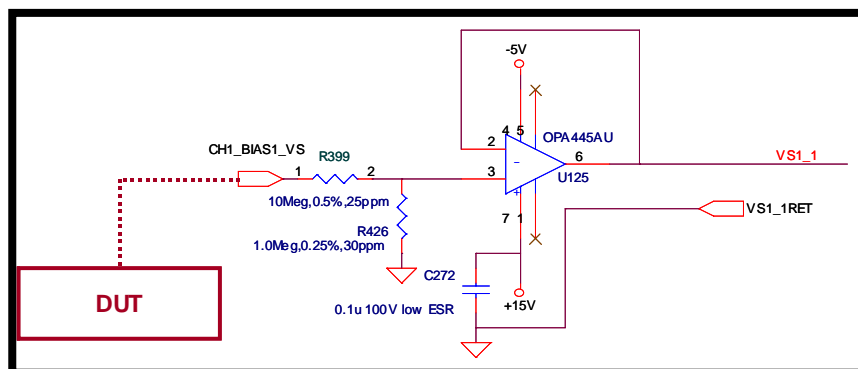 -5V
4 5
OPA445AU
CH1_BIAS1_VS
R399
2
6
VS1_1
1
2
3
-
U125
+
10Meg,0.5%,25ppm
VS1_1RET
R426
7 1
1.0Meg,0.25%,30ppm
C272
DUT
0.1u 100V low ESR
+15V